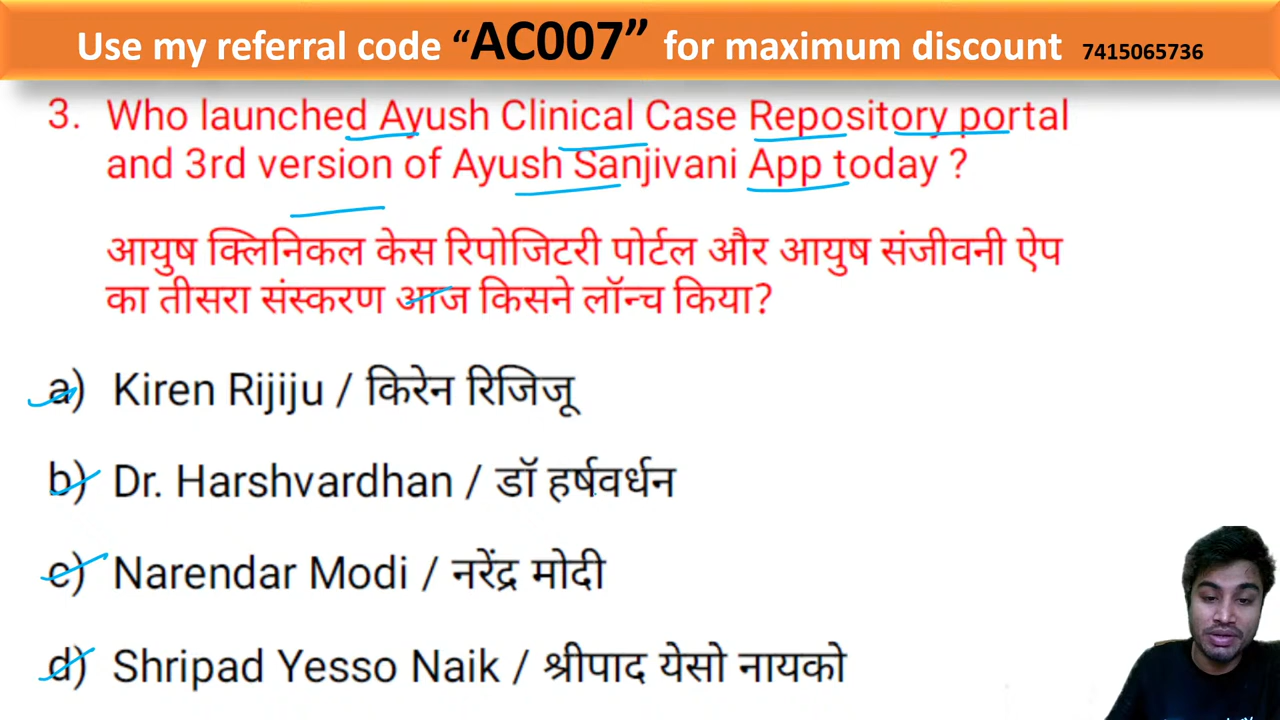 Use my referral code “AC007” for maximum discount 7415065736
3. Who launched Ayush Clinical Case Repository portal
and 3rd version of Ayush Sanjivani App today ?
आयुष क्लिनिकल केस रिपोजिटरी पोर्टल और आयुष संजीवनी ऐप
का तीसरा संस्करण आज किसने लॉन्च किया?
a) Kiren Rijiju / किरेन रिजिजू
b) Dr. Harshvardhan / डॉ हर्षवर्धन
c) Narendar Modi / नरेंद्र मोदी
d) Shripad Yesso Naik / श्रीपाद येसो नायको